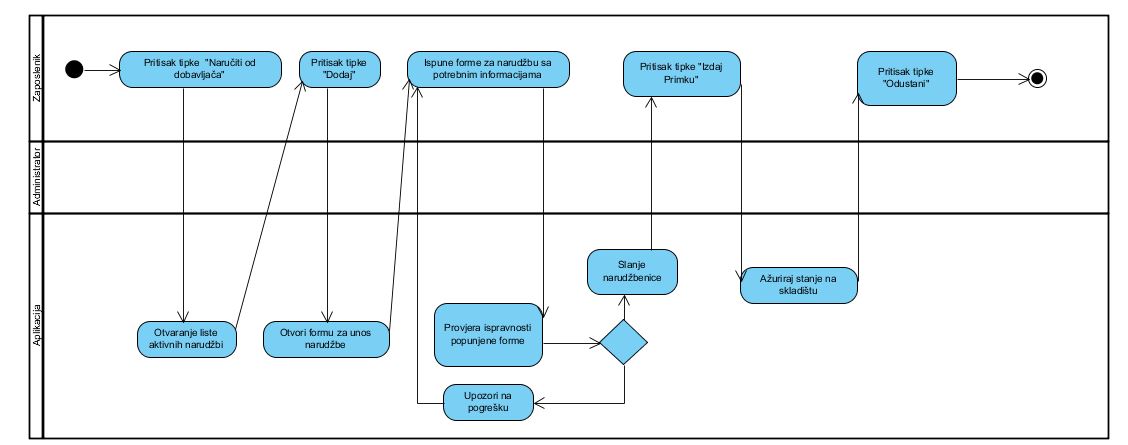 Zaposlenik
Pritisak tipke "Naručiti od
dobavljača"
Pritisak tipke
"Dodaj"
Ispune forme za narudžbu sa
potrebnim informacijama
Pritisak tipke "Izdaj
Primku"
Pritisak tipke
"Odustani"
Administrator
Aplikacija
Otvaranje liste
aktivnih narudžbi
Otvori formu za unos
narudžbe
Provjera ispravnosti
popunjene forme
Slanje
narudžbenice
Ažuriraj stanje na
skladištu
Upozori na
pogrešku